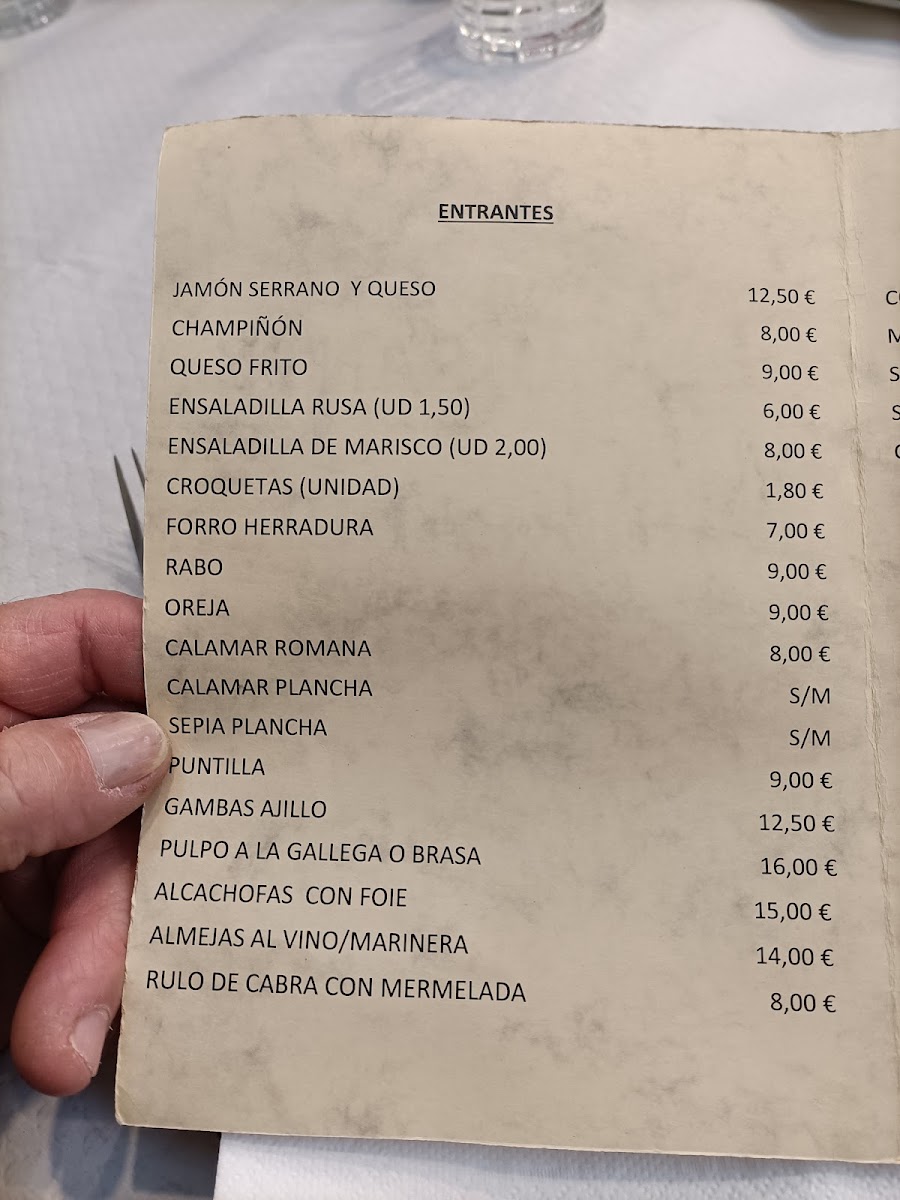 ENTRANTES
JAMÓN SERRANO Y QUESO 12,50 €
CHAMPIÑÓN 8,00 €
QUESO FRITO 9,00 €
ENSALADILLA RUSA (UD 1,50) 6,00 €
ENSALADILLA DE MARISCO (UD 2,00) 8,00 €
CROQUETAS (UNIDAD) 1,80 €
FORRO HERRADURA 7,00 €
RABO 9,00 €
OREJA 9,00 €
CALAMAR ROMANA 8,00 €
CALAMAR PLANCHA S/M
SEPIA PLANCHA S/M
PUNTILLA 9,00 €
GAMBAS AJILLO 12,50 €
PULPO A LA GALLEGA O BRASA 16,00 €
ALCACHOFAS CON FOIE 15,00 €
ALMEJAS AL VINO/MARINERA 14,00 €
RULO DE CABRA CON MERMELADA 8,00 €